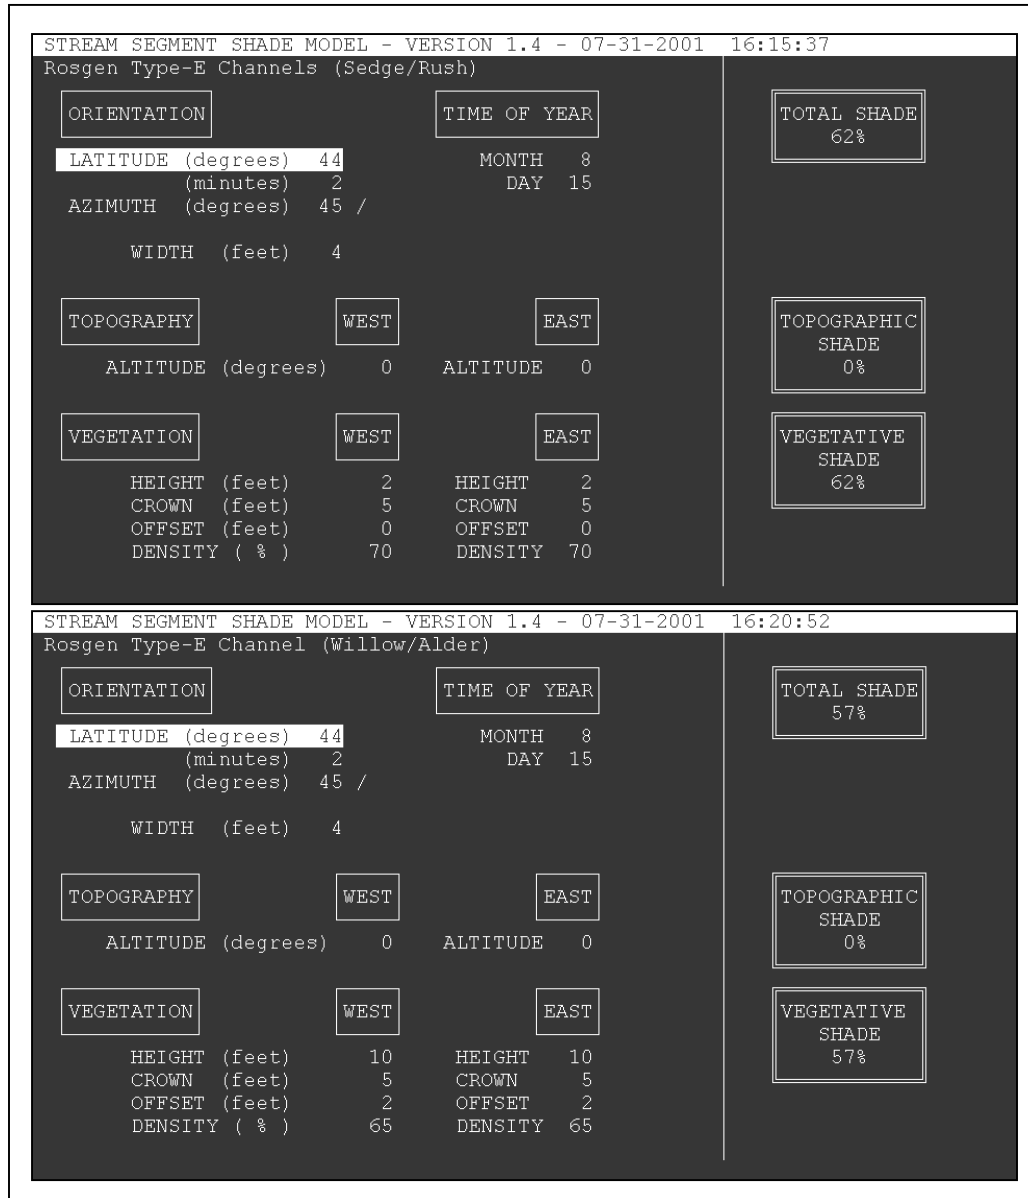 STREAM SEGMENT SHADE MODEL - VERSION 1.4 - 07-31-2001 16:15:37
Rosgen Type-E Channels (Sedge/Rush)
ORIENTATION TIME OF YEAR TOTAL SHADE
62%
LATITUDE (degrees) 44 MONTH 8
(minutes) 2 DAY 15
AZIMUTH (degrees) 45 /
WIDTH (feet) 4
TOPOGRAPHY WEST EAST TOPOGRAPHIC
SHADE
ALTITUDE (degrees) 0 ALTITUDE 0 0%
VEGETATION WEST EAST VEGETATIVE
SHADE
HEIGHT (feet) 2 HEIGHT 2 62%
CROWN (feet) 5 CROWN 5
OFFSET (feet) 0 OFFSET 0
DENSITY ( % ) 70 DENSITY 70
STREAM SEGMENT SHADE MODEL - VERSION 1.4 - 07-31-2001 16:20:52
Rosgen Type-E Channel (Willow/Alder)
ORIENTATION TIME OF YEAR TOTAL SHADE
57%
LATITUDE (degrees) 44 MONTH 8
(minutes) 2 DAY 15
AZIMUTH (degrees) 45 /
WIDTH (feet) 4
TOPOGRAPHY WEST EAST TOPOGRAPHIC
SHADE
ALTITUDE (degrees) 0 ALTITUDE 0 0%
VEGETATION WEST EAST VEGETATIVE
SHADE
HEIGHT (feet) 10 HEIGHT 10 57%
CROWN (feet) 5 CROWN 5
OFFSET (feet) 2 OFFSET 2
DENSITY ( % ) 65 DENSITY 65